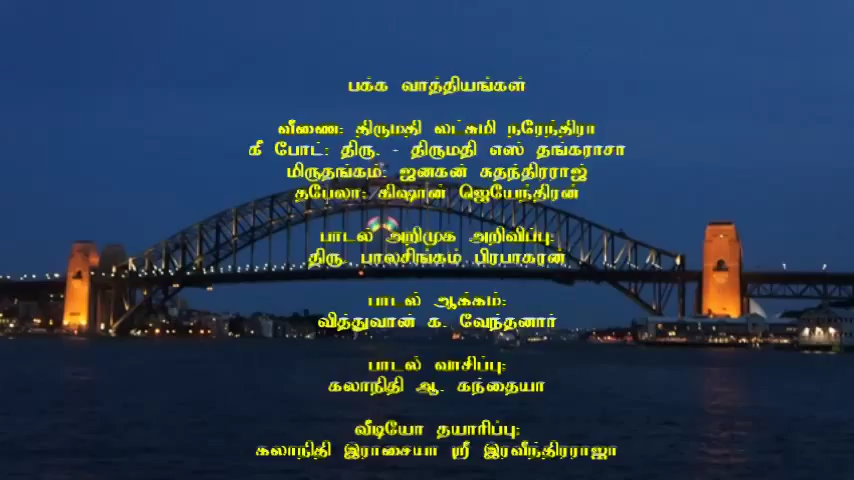 பக்க வாத்தியங்கள்
வீணை: திருமதி லட்சுமி நரேந்திரா
கீ போட்: திரு. - திருமதி எஸ் தங்கராசா
மிருதங்கம்: ஜனகன் சுதந்திரராஜ்
தபேலா: கிஷான் ஜெயேந்திரன்
பாடல் அறிமுக அறிவிப்பு:
திரு. பாலசிங்கம் பிரபாகரன்
பாடல் ஆக்கம்:
வித்துவான் க. வேந்தனார்
பாடல் வாசிப்பு:
கலாநிதி ஆ. கந்தையா
வீடியோ தயாரிப்பு:
கலாநிதி இராசையா ஸ்ரீ இரவீந்திரராஜா